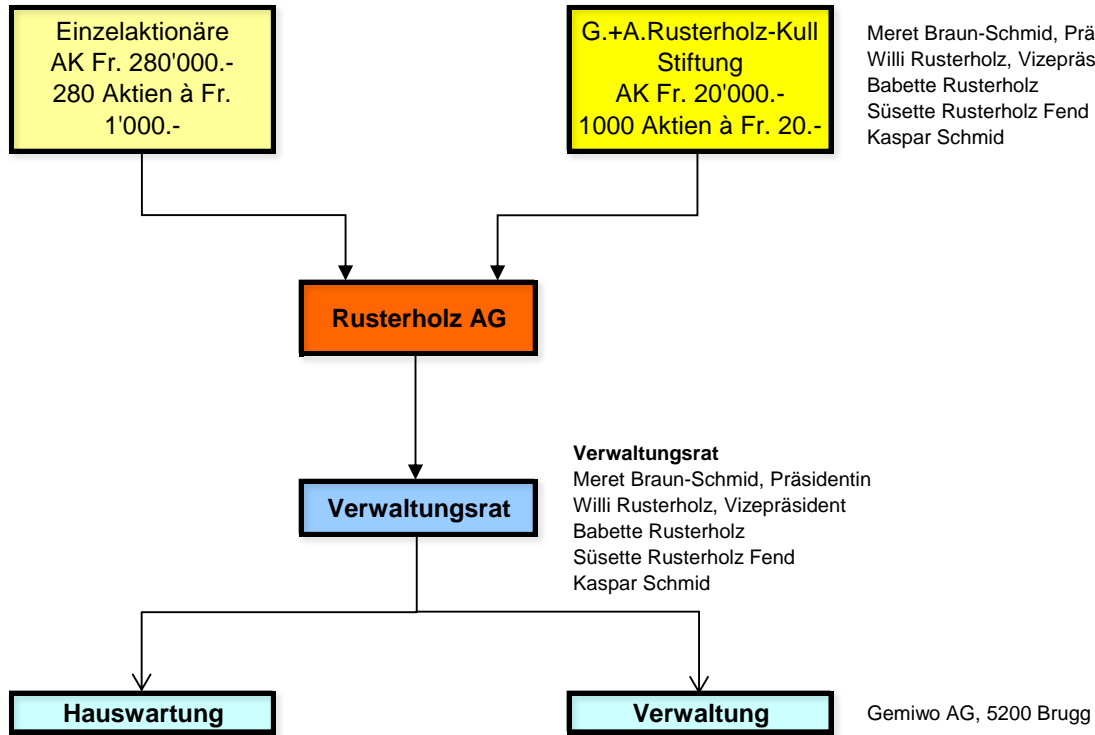 Einzelaktionäre
AK Fr. 280'000.-
280 Aktien à Fr.
1'000.-
G.+A.Rusterholz-Kull
Stiftung
AK Fr. 20'000.-
1000 Aktien à Fr. 20.-
Meret Braun-Schmid, Prä
Willi Rusterholz, Vizepräs
Babette Rusterholz
Süsette Rusterholz Fend
Kaspar Schmid
Rusterholz AG
Verwaltungsrat
Verwaltungsrat
Meret Braun-Schmid, Präsidentin
Willi Rusterholz, Vizepräsident
Babette Rusterholz
Süsette Rusterholz Fend
Kaspar Schmid
Hauswartung
Verwaltung
Gemiwo AG, 5200 Brugg